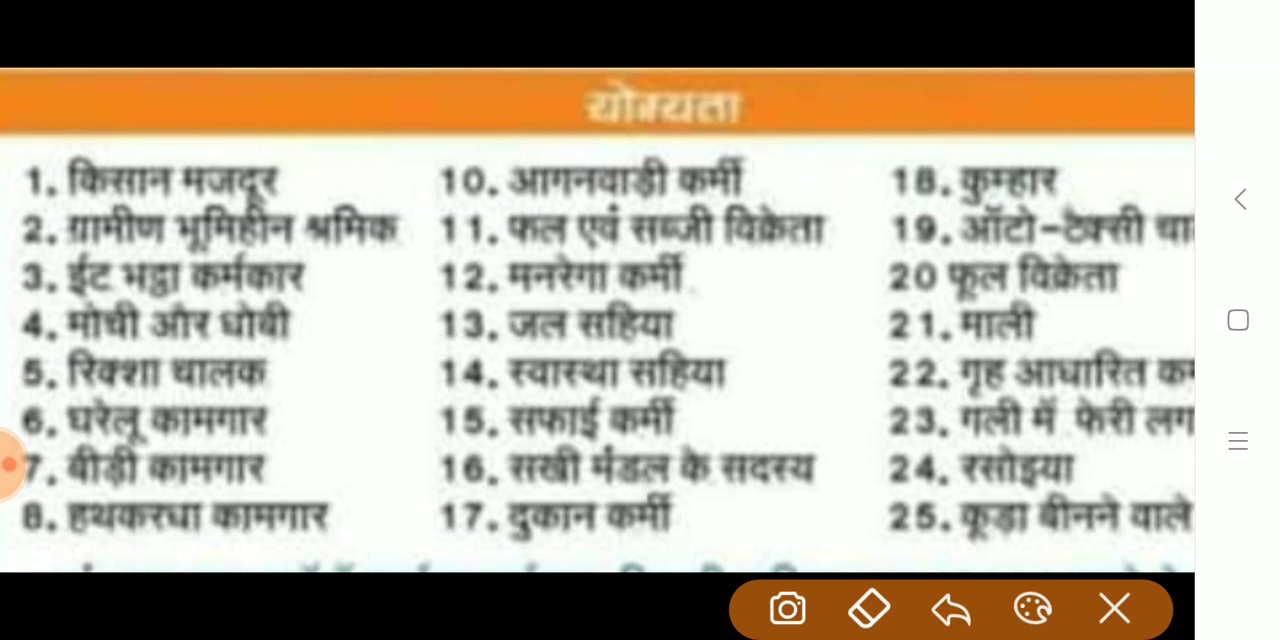 योग्यता
1. किसान मजदूर
2. ग्रामीण भूमिहीन श्रमिक
3. ईट भट्ठा कर्मकार
4. मोची और धोबी
5. रिक्शा चालक
6. घरेलू कामगार
7. बीड़ी कामगार
8. हथकरघा कामगार
10. आगनवाड़ी कर्मी
11. फल एवं सब्जी विक्रेता
12. मनरेगा कर्मी
13. जल सहिया
14. स्वास्था सहिया
15. सफाई कर्मी
16. सखी मंडल के सदस्य
17. दुकान कर्मी
18. कुम्हार
19. ऑटो-टैक्सी
20 फूल विक्रेता
21. माली
22. गृह आधारित
23. गली में फेरी
24. रसोइया
25. कूड़ा बीनने वाले